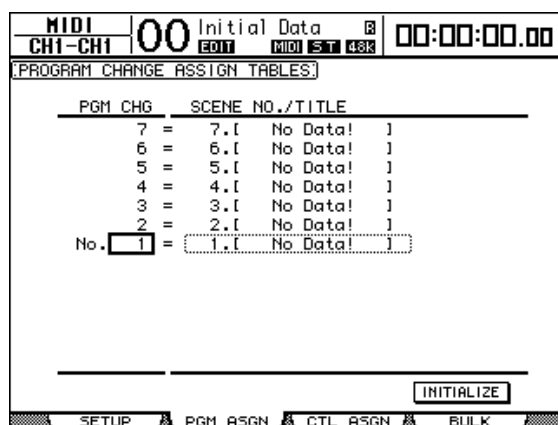 MIDI
CH1-CH1
00 Initial Data R
EDIT MIDI ST 48k
00:00:00.00
PROGRAM CHANGE ASSIGN TABLES
PGM CHG SCENE NO./TITLE
7 = 7.[ No Data! ]
6 = 6.[ No Data! ]
5 = 5.[ No Data! ]
4 = 4.[ No Data! ]
3 = 3.[ No Data! ]
2 = 2.[ No Data! ]
No. 1 = 1.[ No Data! ]
INITIALIZE
SETUP PGM ASGN CTL ASGN BULK